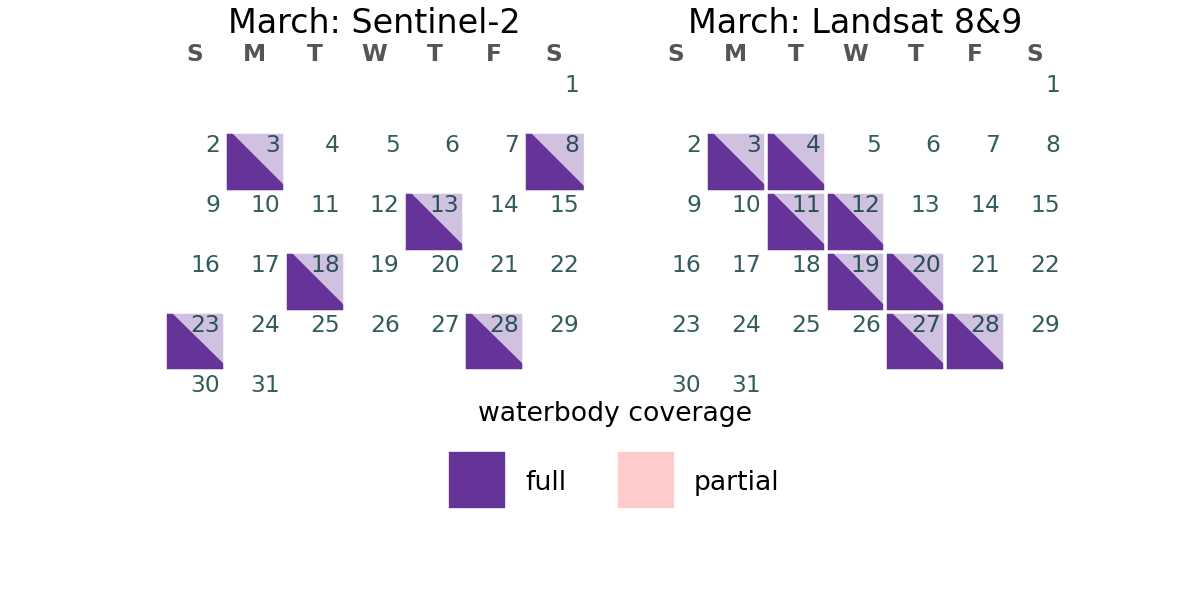 March: Sentinel-2
S M T W T F S
1
2 3 4 5 6 7 8
9 10 11 12 13 14 15
16 17 18 19 20 21 22
23 24 25 26 27 28 29
30 31
March: Landsat 8&9
S M T W T F S
1
2 3 4 5 6 7 8
9 10 11 12 13 14 15
16 17 18 19 20 21 22
23 24 25 26 27 28 29
30 31
waterbody coverage
full partial